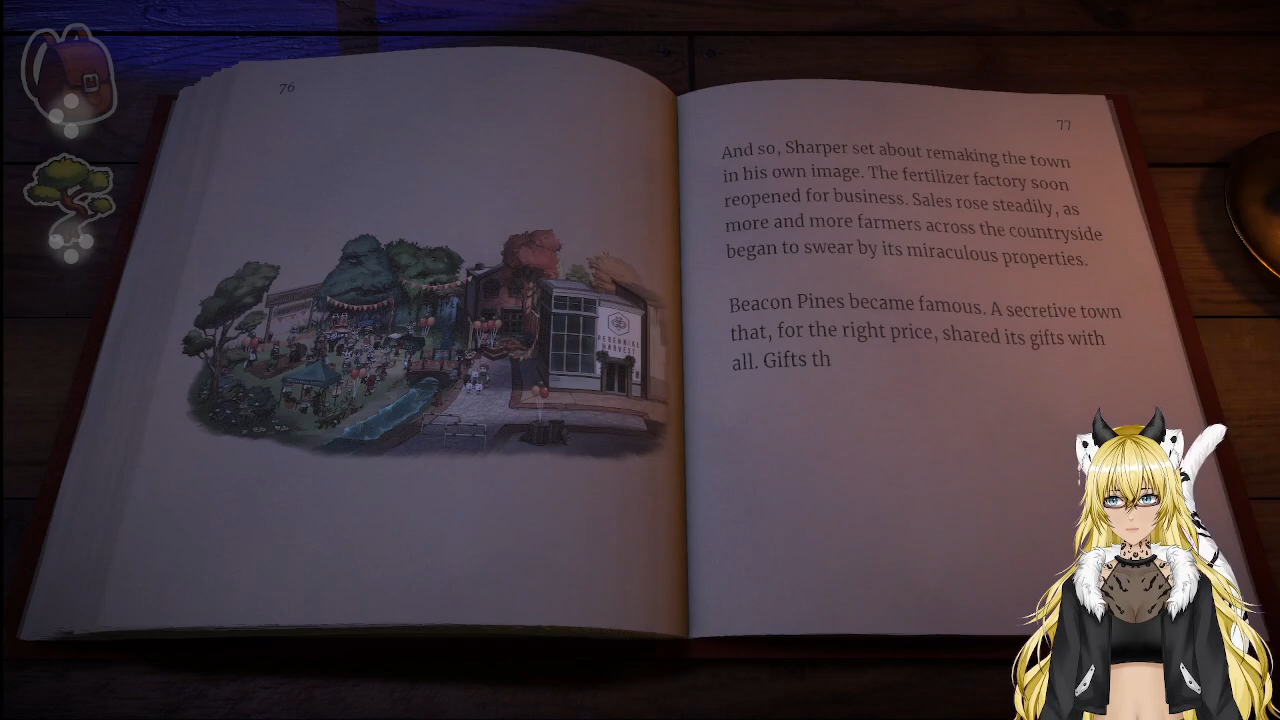 76
PERENNIAL
HARVEST
77
And so, Sharper set about remaking the town
in his own image. The fertilizer factory soon
reopened for business. Sales rose steadily, as
more and more farmers across the countryside
began to swear by its miraculous properties.
Beacon Pines became famous. A secretive town
that, for the right price, shared its gifts with
all. Gifts th